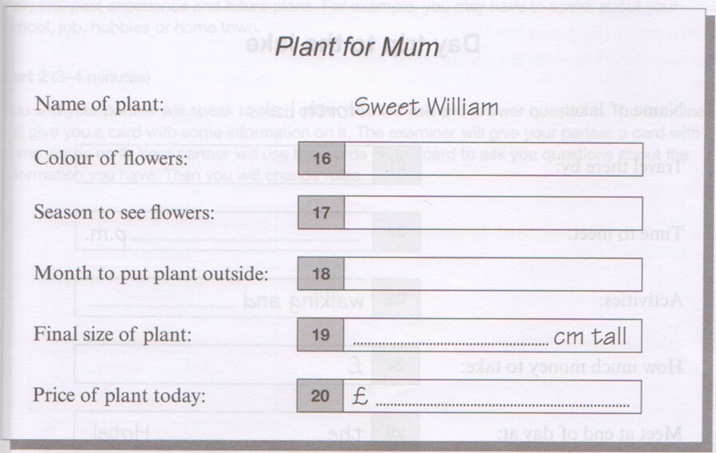 Plant for Mum
Name of plant: Sweet William
Colour of flowers: 16
Season to see flowers: 17
Month to put plant outside: 18
Final size of plant: 19 cm tall
Price of plant today: 20 £